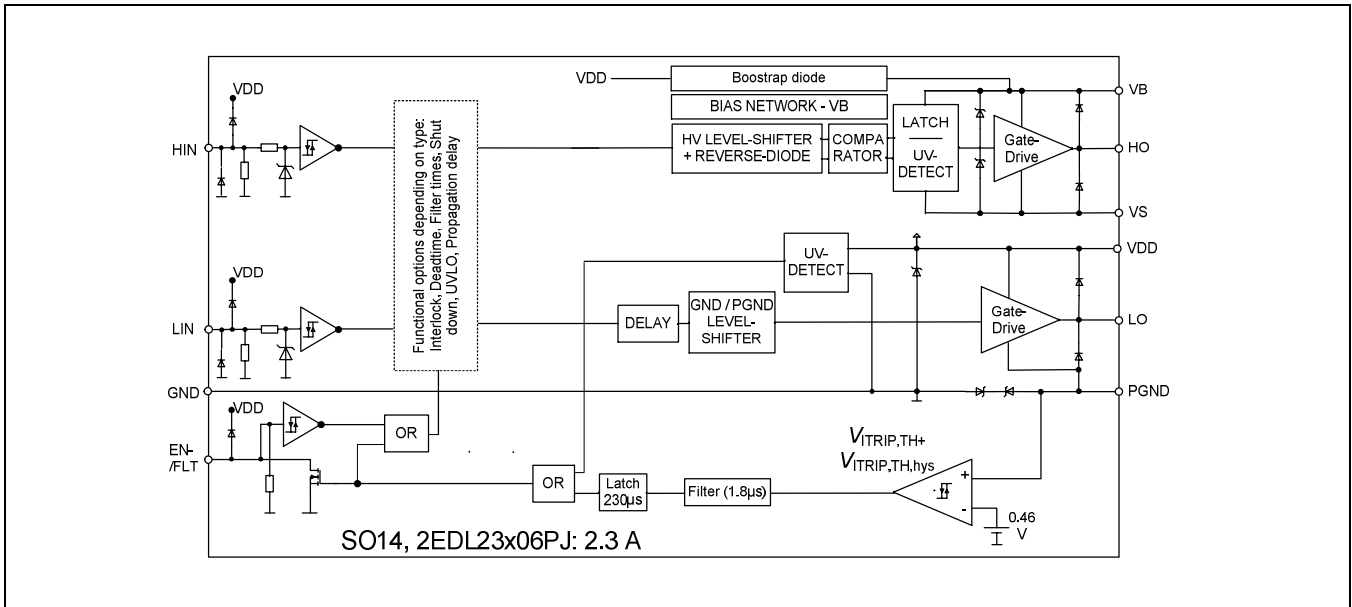 VDD
Boostrap diode
VB
VDD
BIAS NETWORK - VB
HIN
Functional options depending on type:
Interlock, Deadtime, Filter times, Shut
down, UVLO, Propagation delay
HV LEVEL-SHIFTER
+ REVERSE-DIODE
COMPA
RATOR
LATCH
UV-
DETECT
Gate-
Drive
HO
VS
VDD
UV-
DETECT
VDD
LIN
DELAY
GND / PGND
LEVEL-
SHIFTER
Gate-
Drive
LO
GND
PGND
VDD
EN-
/FLT
OR
OR
Latch
230µs
Filter (1.8µs)
VITRIP,TH+
VITRIP,TH,hys
+
-
0.46
V
SO14, 2EDL23x06PJ: 2.3 A